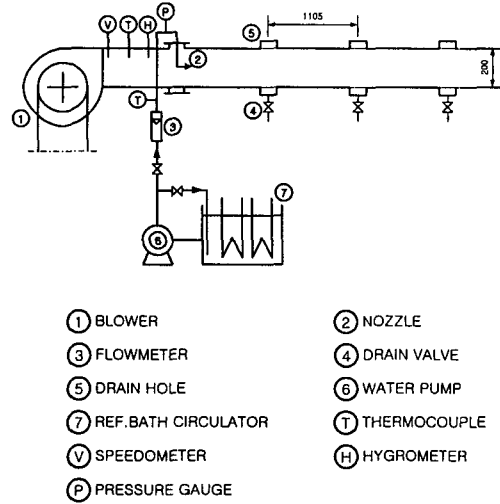 P
V T H
5
1105
2
200
1
T
3
4
7
6
1 BLOWER
2 NOZZLE
3 FLOWMETER
4 DRAIN VALVE
5 DRAIN HOLE
6 WATER PUMP
7 REF.BATH CIRCULATOR
T THERMOCOUPLE
V SPEEDOMETER
H HYGROMETER
P PRESSURE GAUGE